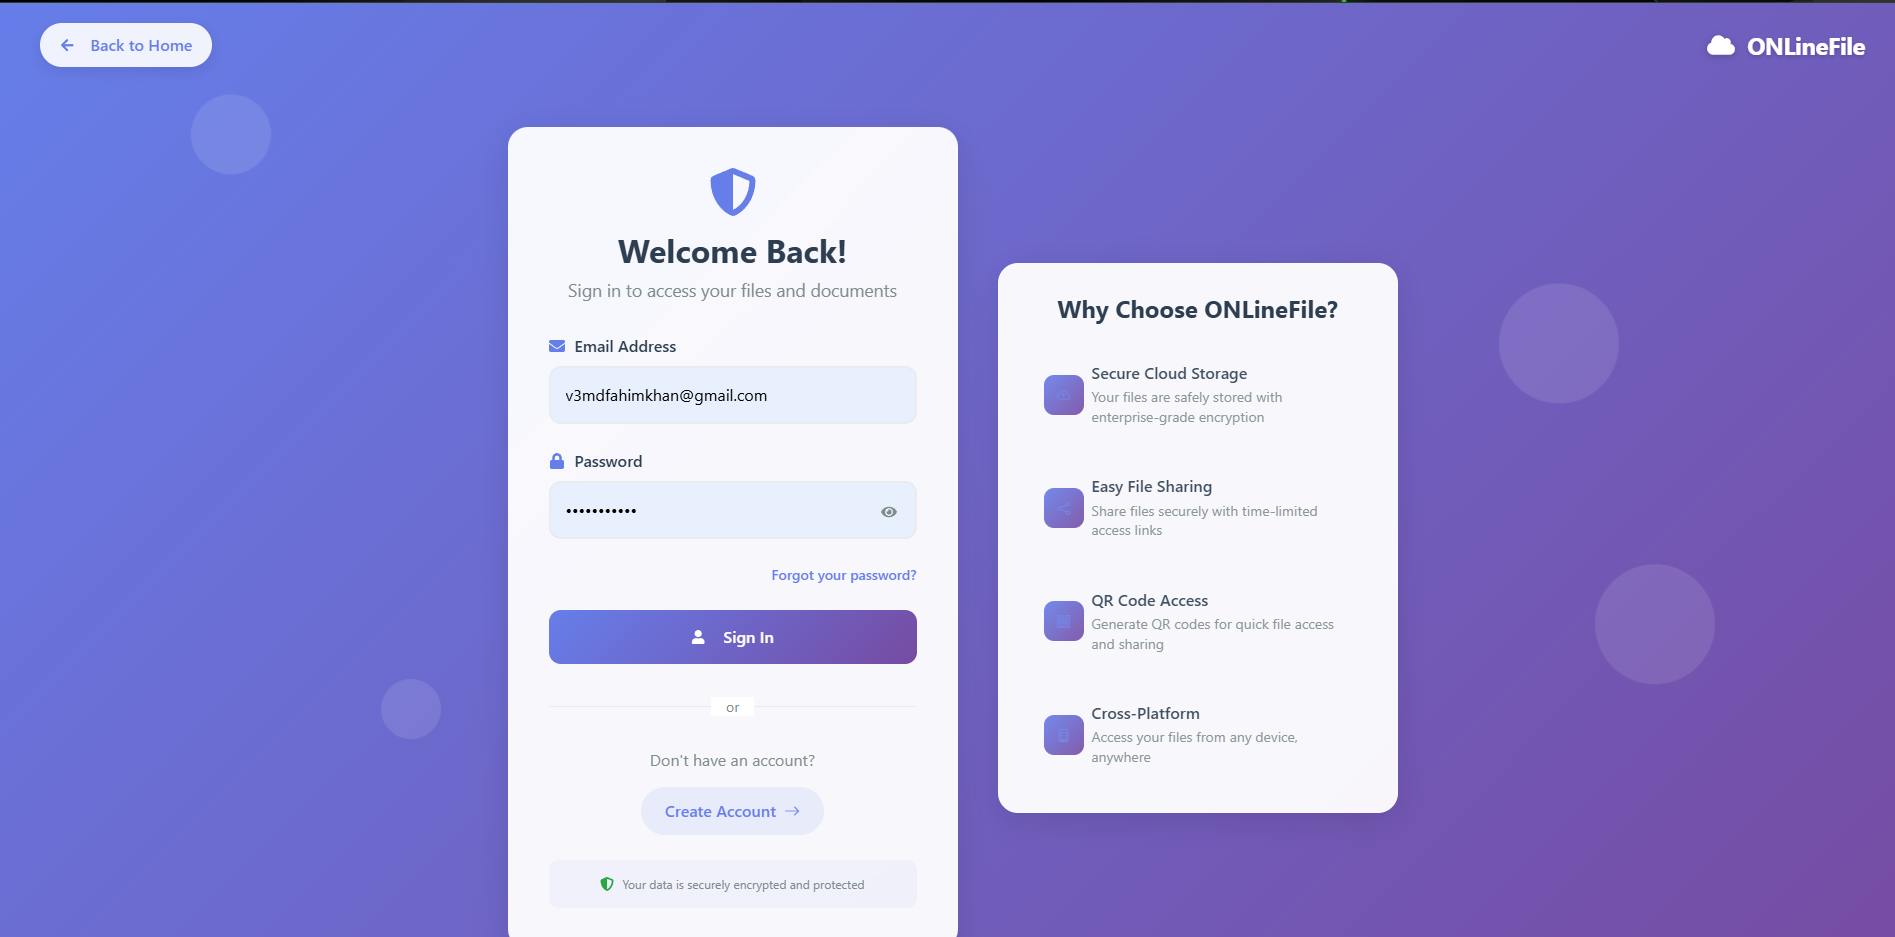 Back to Home
ONLineFile
Welcome Back!
Sign in to access your files and documents
Email Address
v3mdfahimkhan@gmail.com
Password
•••••••••••
Forgot your password?
Sign In
or
Don't have an account?
Create Account
Your data is securely encrypted and protected
Why Choose ONLineFile?
Secure Cloud Storage
Your files are safely stored with
enterprise-grade encryption
Easy File Sharing
Share files securely with time-limited
access links
QR Code Access
Generate QR codes for quick file access
and sharing
Cross-Platform
Access your files from any device,
anywhere